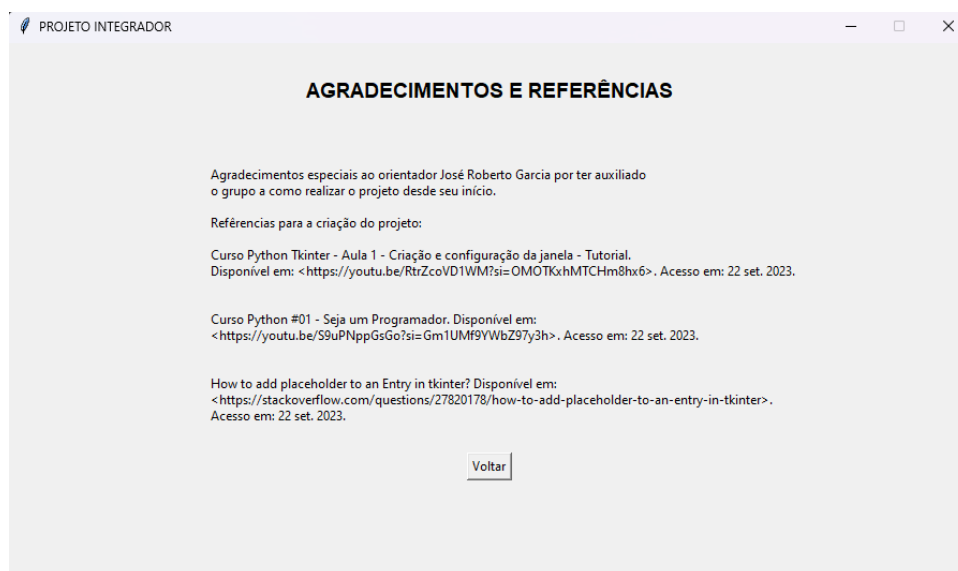 PROJETO INTEGRADOR
AGRADECIMENTOS E REFERÊNCIAS
Agradecimentos especiais ao orientador José Roberto Garcia por ter auxiliado
o grupo a como realizar o projeto desde seu início.
Refêrencias para a criação do projeto:
Curso Python Tkinter - Aula 1 - Criação e configuração da janela - Tutorial.
Disponível em: <https://youtu.be/RtrZcoVD1WM?si=OMOTKxhMTCHm8hx6>. Acesso em: 22 set. 2023.
Curso Python #01 - Seja um Programador. Disponível em:
<https://youtu.be/S9uPNppGsGo?si=Gm1UMf9YWbZ97y3h>. Acesso em: 22 set. 2023.
How to add placeholder to an Entry in tkinter? Disponível em:
<https://stackoverflow.com/questions/27820178/how-to-add-placeholder-to-an-entry-in-tkinter>.
Acesso em: 22 set. 2023.
Voltar